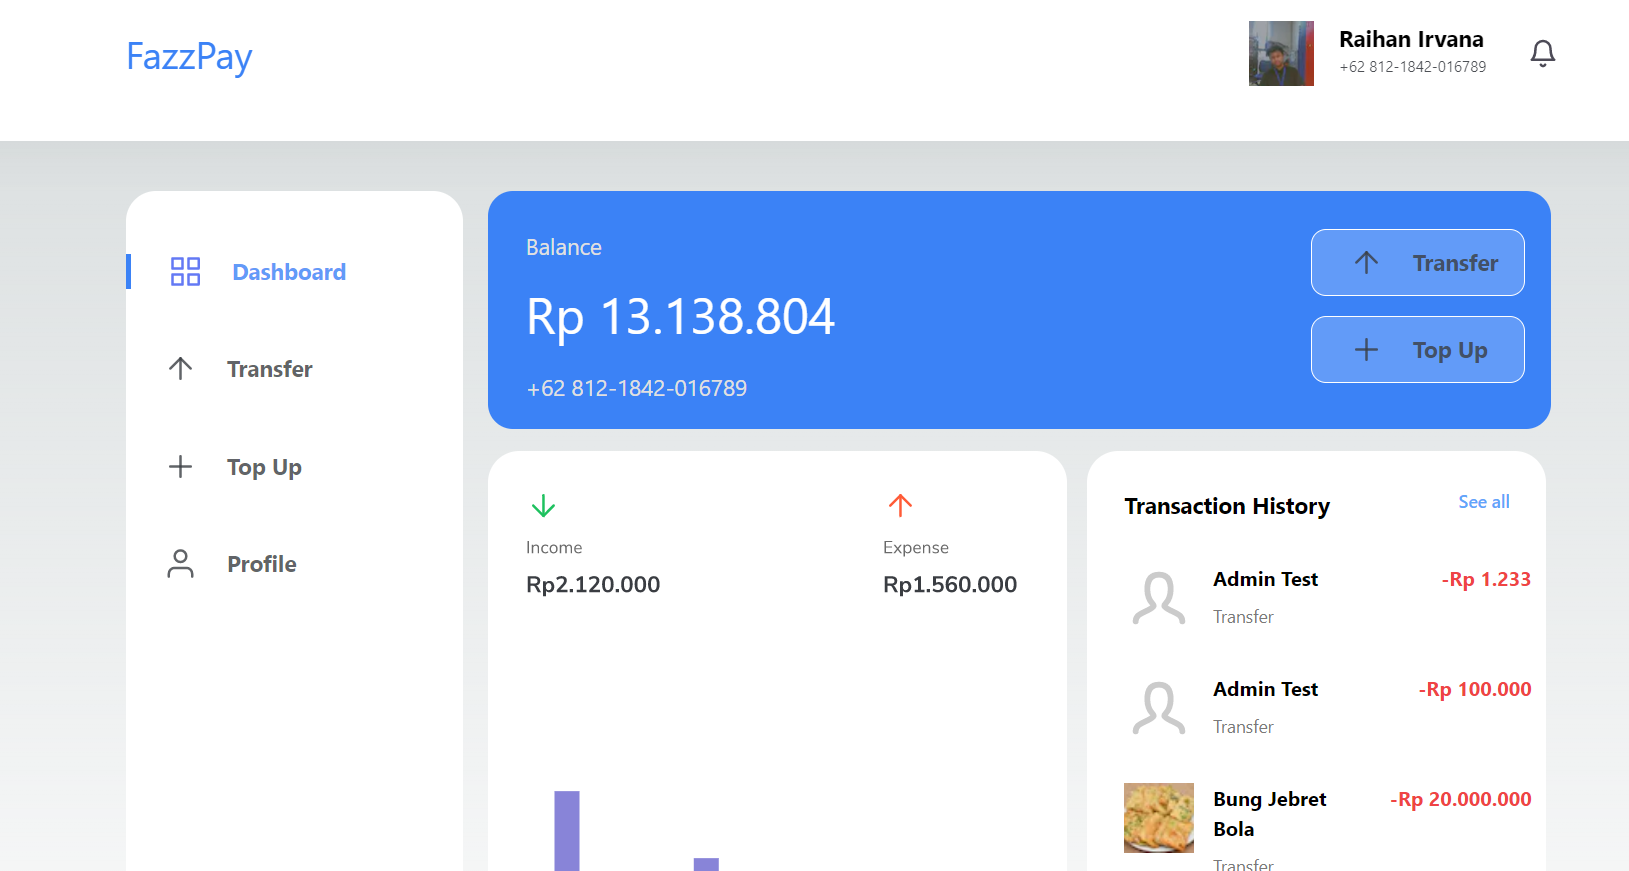 FazzPay
Raihan Irvana
+62 812-1842-016789
Dashboard
Transfer
Top Up
Profile
Balance
Rp 13.138.804
+62 812-1842-016789
Transfer
Top Up
Income
Rp2.120.000
Expense
Rp1.560.000
Transaction History
See all
Admin Test
-Rp 1.233
Transfer
Admin Test
-Rp 100.000
Transfer
Bung Jebret
Bola
-Rp 20.000.000
Transfer